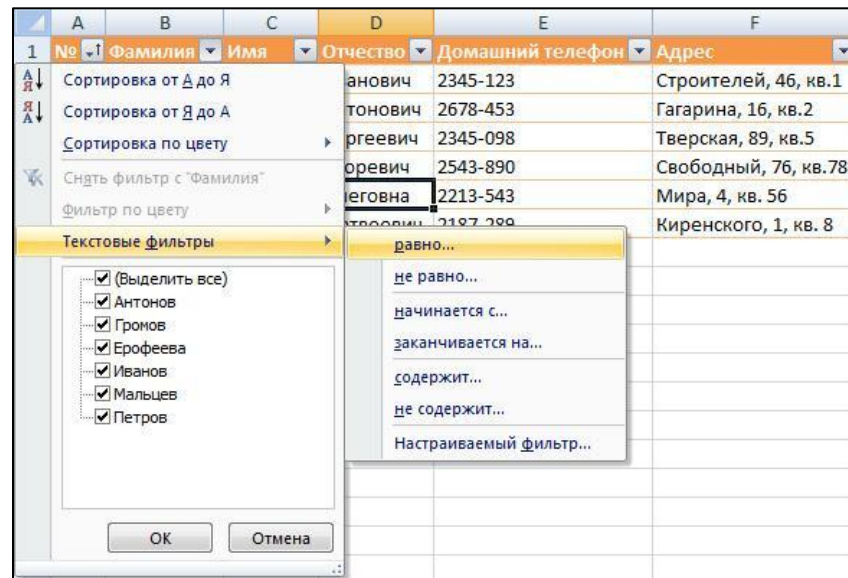 A B C D E F
1 № Фамилия Имя Отчество Домашний телефон Адрес
Сортировка от А до Я анович 2345-123 Строителей, 46, кв.1
Сортировка от Я до А тонович 2678-453 Гагарина, 16, кв.2
Сортировка по цвету ргеевич 2345-098 Тверская, 89, кв.5
Снять фильтр с "Фамилия" оревич 2543-890 Свободный, 76, кв.78
Фильтр по цвету еговна 2213-543 Мира, 4, кв. 56
2187-289 Киренского, 1, кв. 8
Текстовые фильтры равно...
(Выделить все) не равно...
Антонов начинается с...
Громов
Ерофеева заканчивается на...
Иванов содержит...
Мальцев не содержит...
Петров
Настраиваемый фильтр...
ОК Отмена